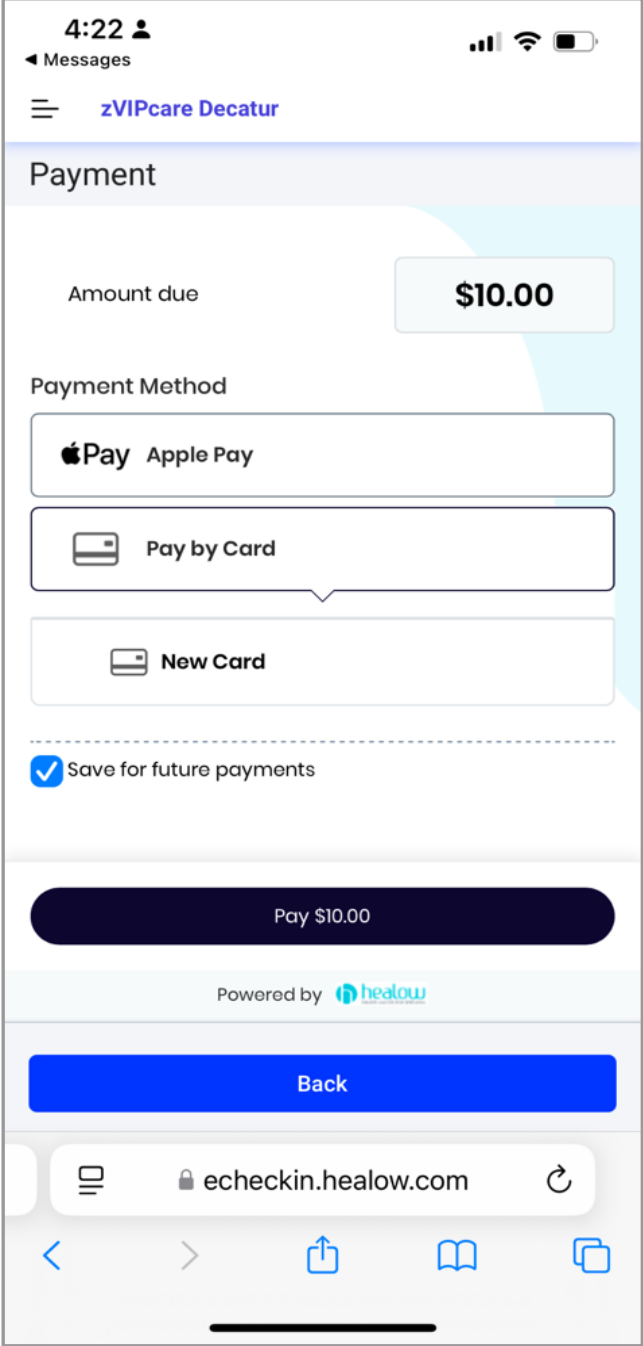 4:22
◀ Messages
zVIPcare Decatur
Payment
Amount due
$10.00
Payment Method
Pay Apple Pay
Pay by Card
New Card
Save for future payments
Pay $10.00
Powered by healow
Back
echeckin.healow.com